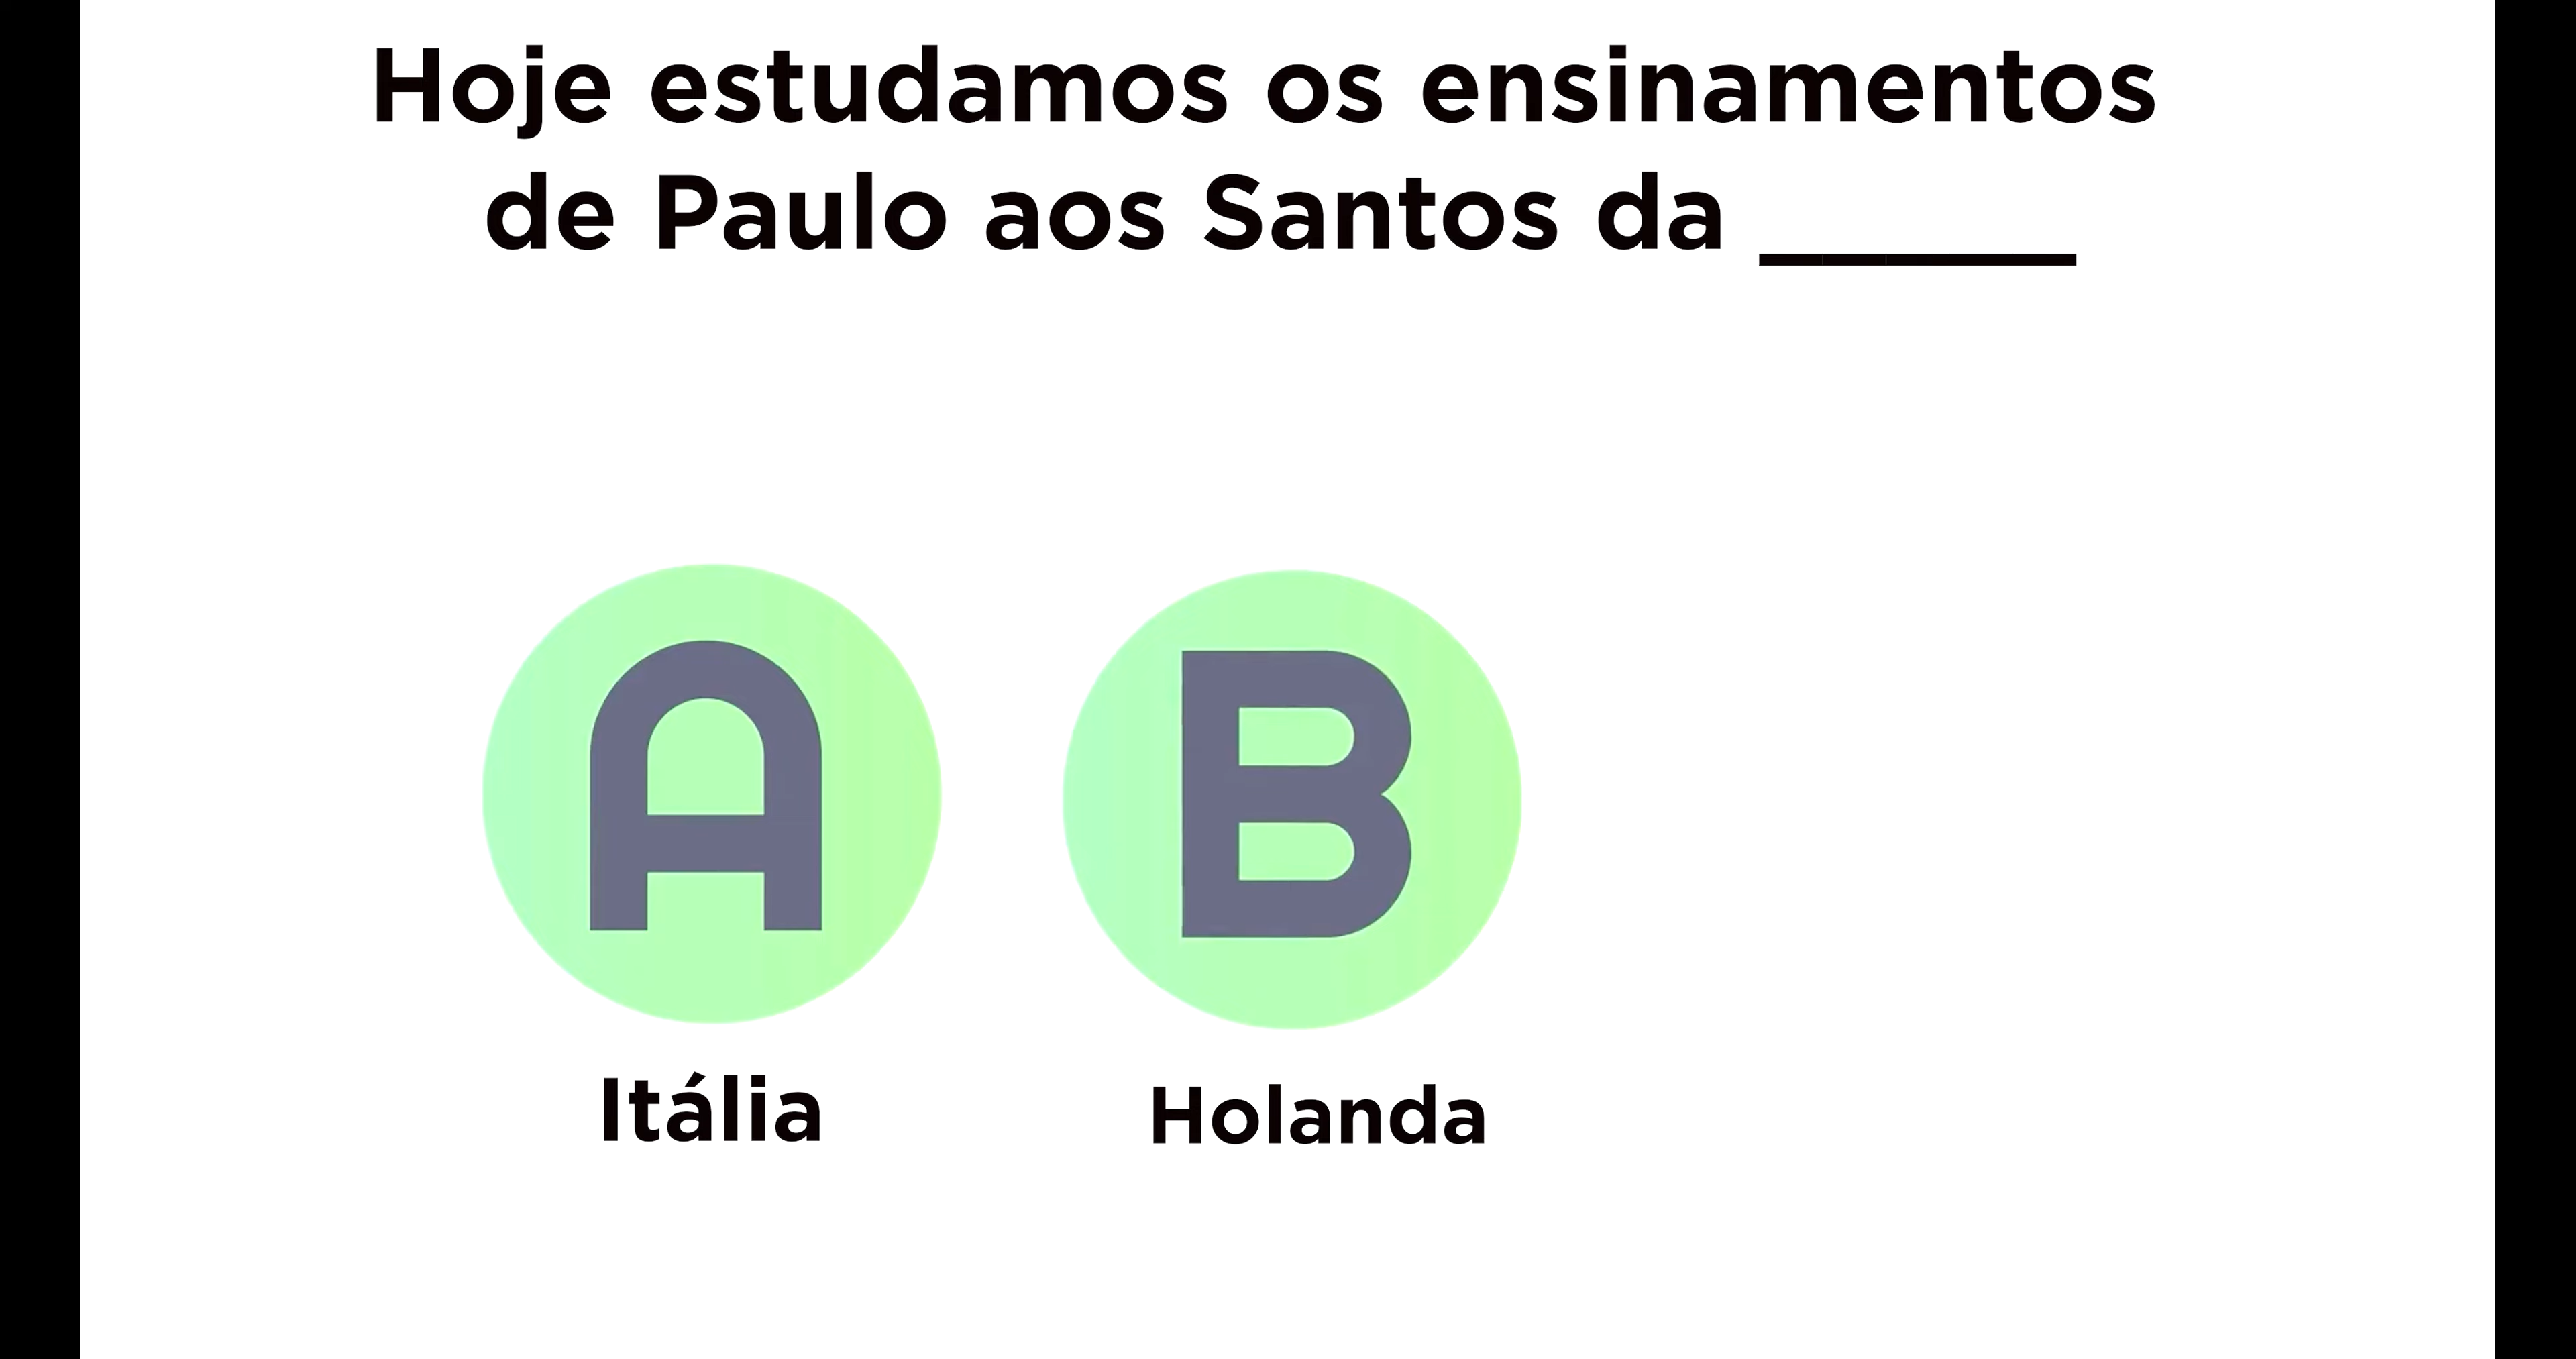 Hoje estudamos os ensinamentos
de Paulo aos Santos da ______
A
B
Itália
Holanda